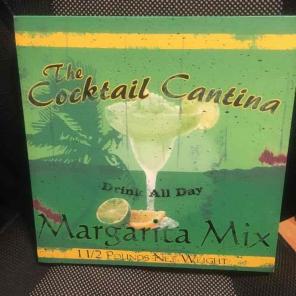 The
Cocktail Cantina
Drink All Day
Margarita Mix
1 1/2 Pounds Net Weight